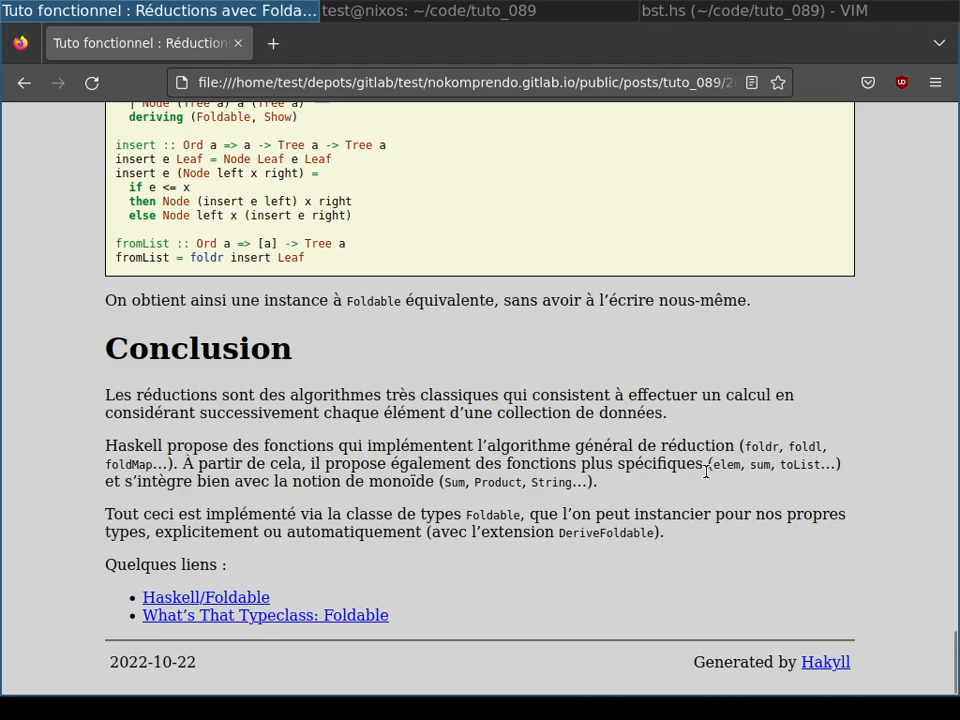 Tuto fonctionnel : Réductions avec Folda... test@nixos: ~/code/tuto_089 bst.hs (~/code/tuto_089) - VIM
Tuto fonctionnel : Réduction
file:///home/test/depots/gitlab/test/nokomprendo.gitlab.io/public/posts/tuto_089/2
| Node (Tree a) a (Tree a)
deriving (Foldable, Show)
insert :: Ord a => a -> Tree a -> Tree a
insert e Leaf = Node Leaf e Leaf
insert e (Node left x right) =
if e <= x
then Node (insert e left) x right
else Node left x (insert e right)
fromList :: Ord a => [a] -> Tree a
fromList = foldr insert Leaf
On obtient ainsi une instance à Foldable équivalente, sans avoir à l’écrire nous-même.
Conclusion
Les réductions sont des algorithmes très classiques qui consistent à effectuer un calcul en
considérant successivement chaque élément d’une collection de données.
Haskell propose des fonctions qui implémentent l’algorithme général de réduction (foldr, foldl,
foldMap…). À partir de cela, il propose également des fonctions plus spécifiques (elem, sum, toList…)
et s’intègre bien avec la notion de monoïde (Sum, Product, String…).
Tout ceci est implémenté via la classe de types Foldable, que l’on peut instancier pour nos propres
types, explicitement ou automatiquement (avec l’extension DeriveFoldable).
Quelques liens :
• Haskell/Foldable
• What’s That Typeclass: Foldable
2022-10-22 Generated by Hakyll